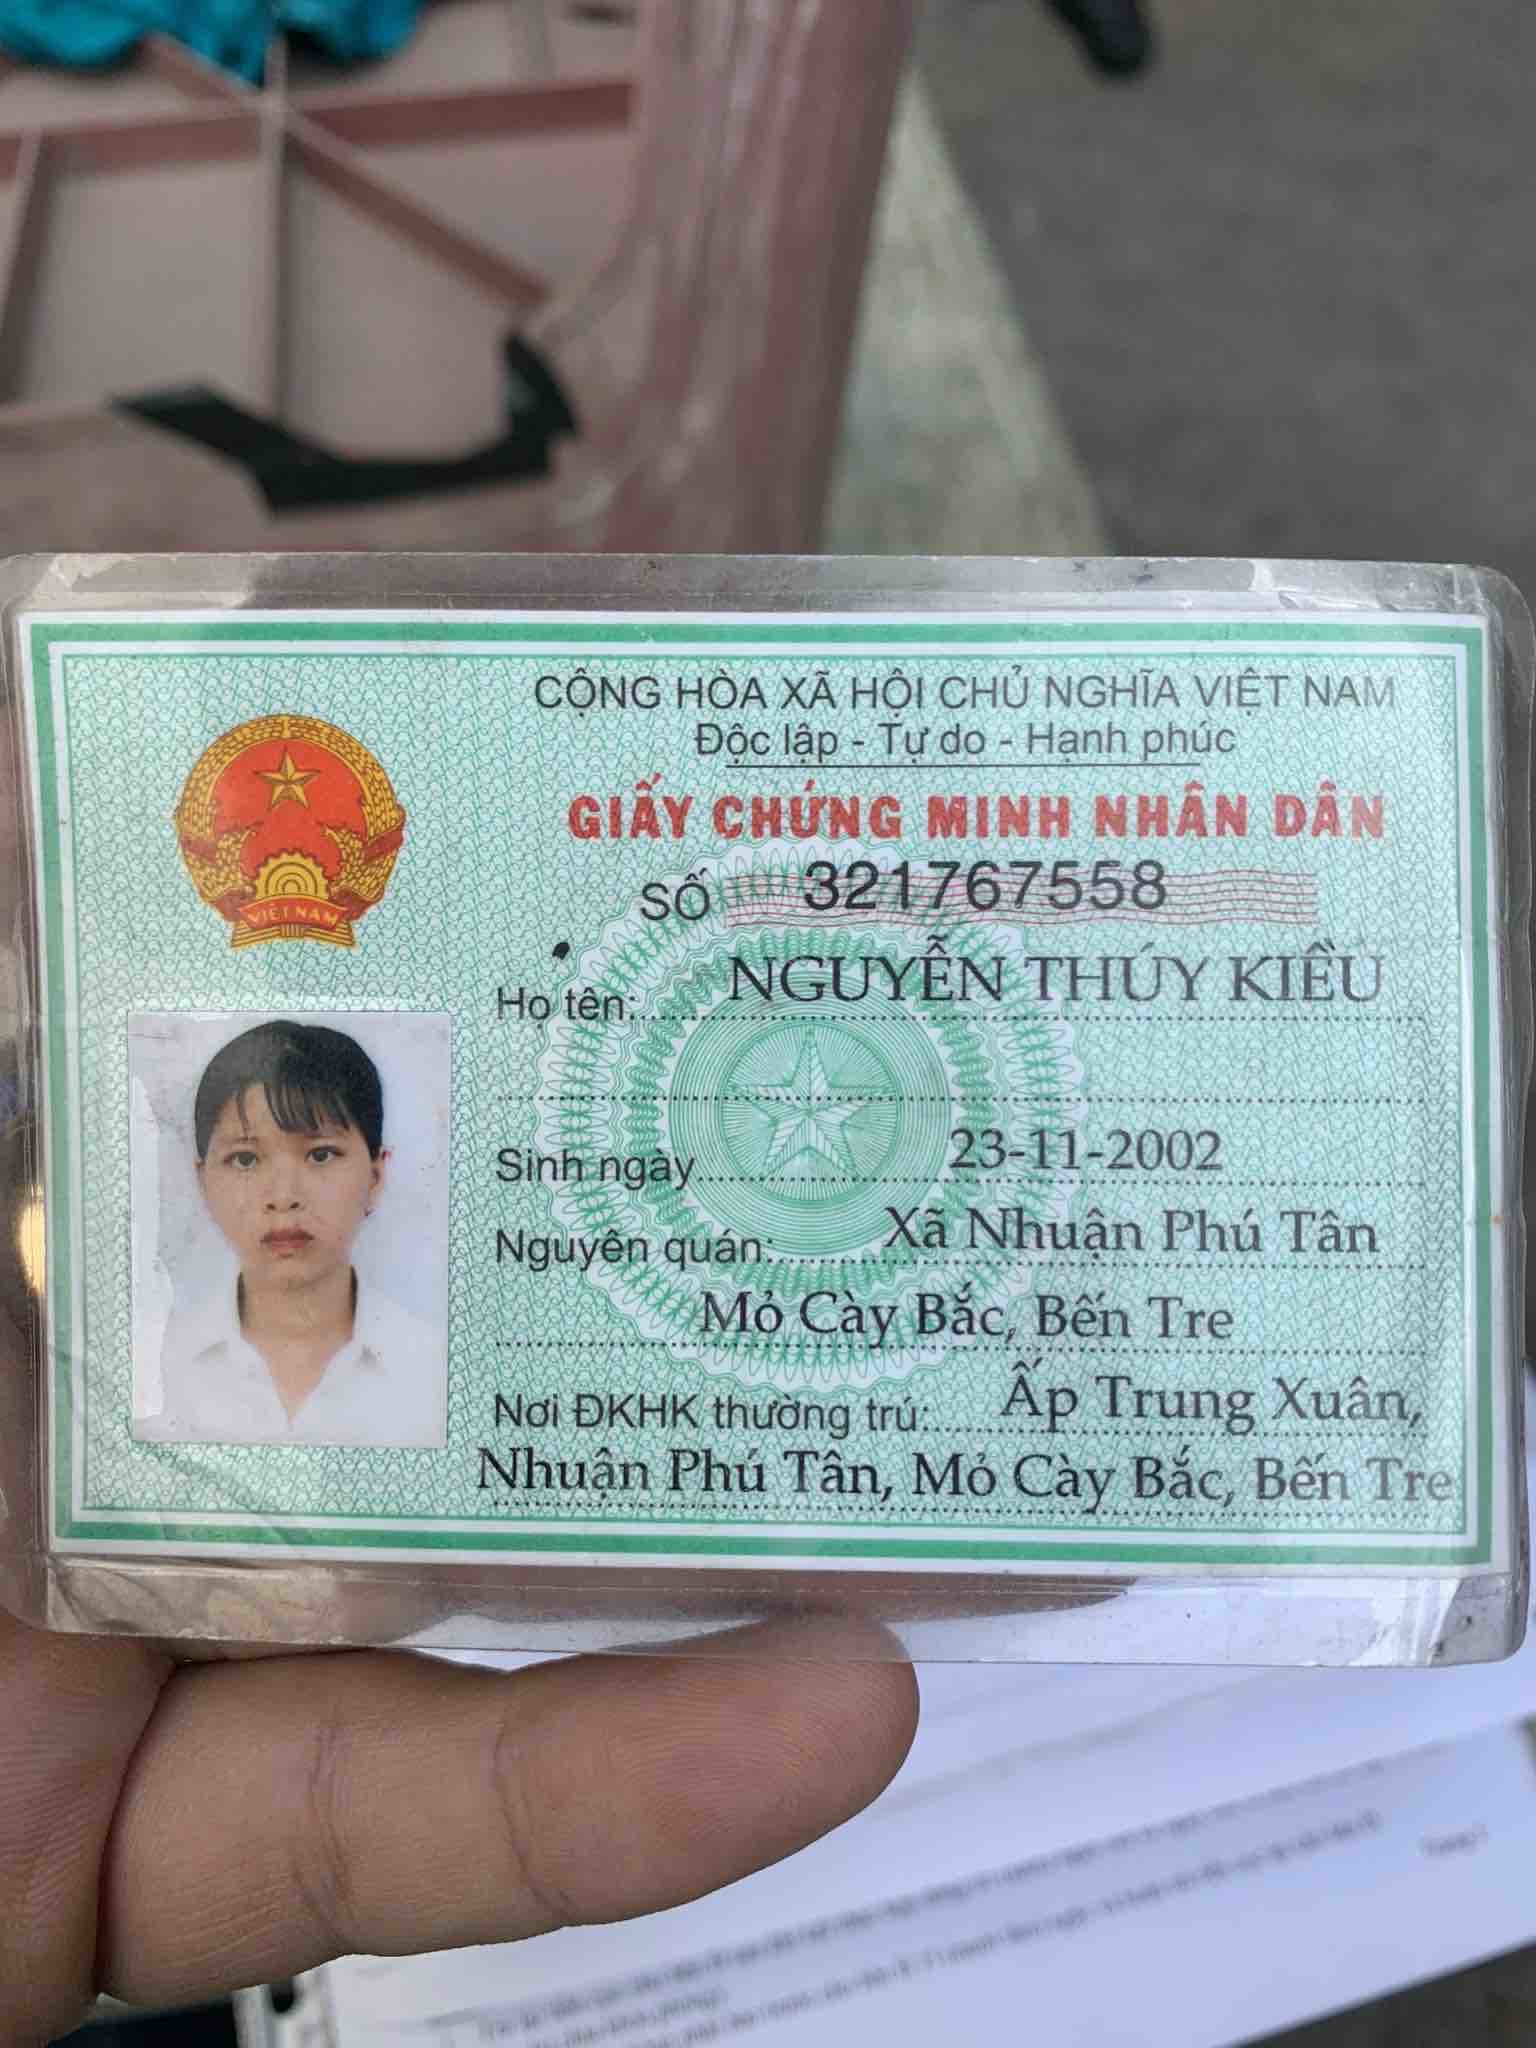 CỘNG HÒA XÃ HỘI CHỦ NGHĨA VIỆT NAM
Độc lập - Tự do - Hạnh phúc
GIẤY CHỨNG MINH NHÂN DÂN
SỐ 321767558
VIỆT NAM
Họ tên: NGUYỄN THÚY KIỀU
Sinh ngày 23-11-2002
Nguyên quán: Xã Nhuận Phú Tân
Mỏ Cày Bắc, Bến Tre
Nơi ĐKHK thường trú: Ấp Trung Xuân,
Nhuận Phú Tân, Mỏ Cày Bắc, Bến Tre